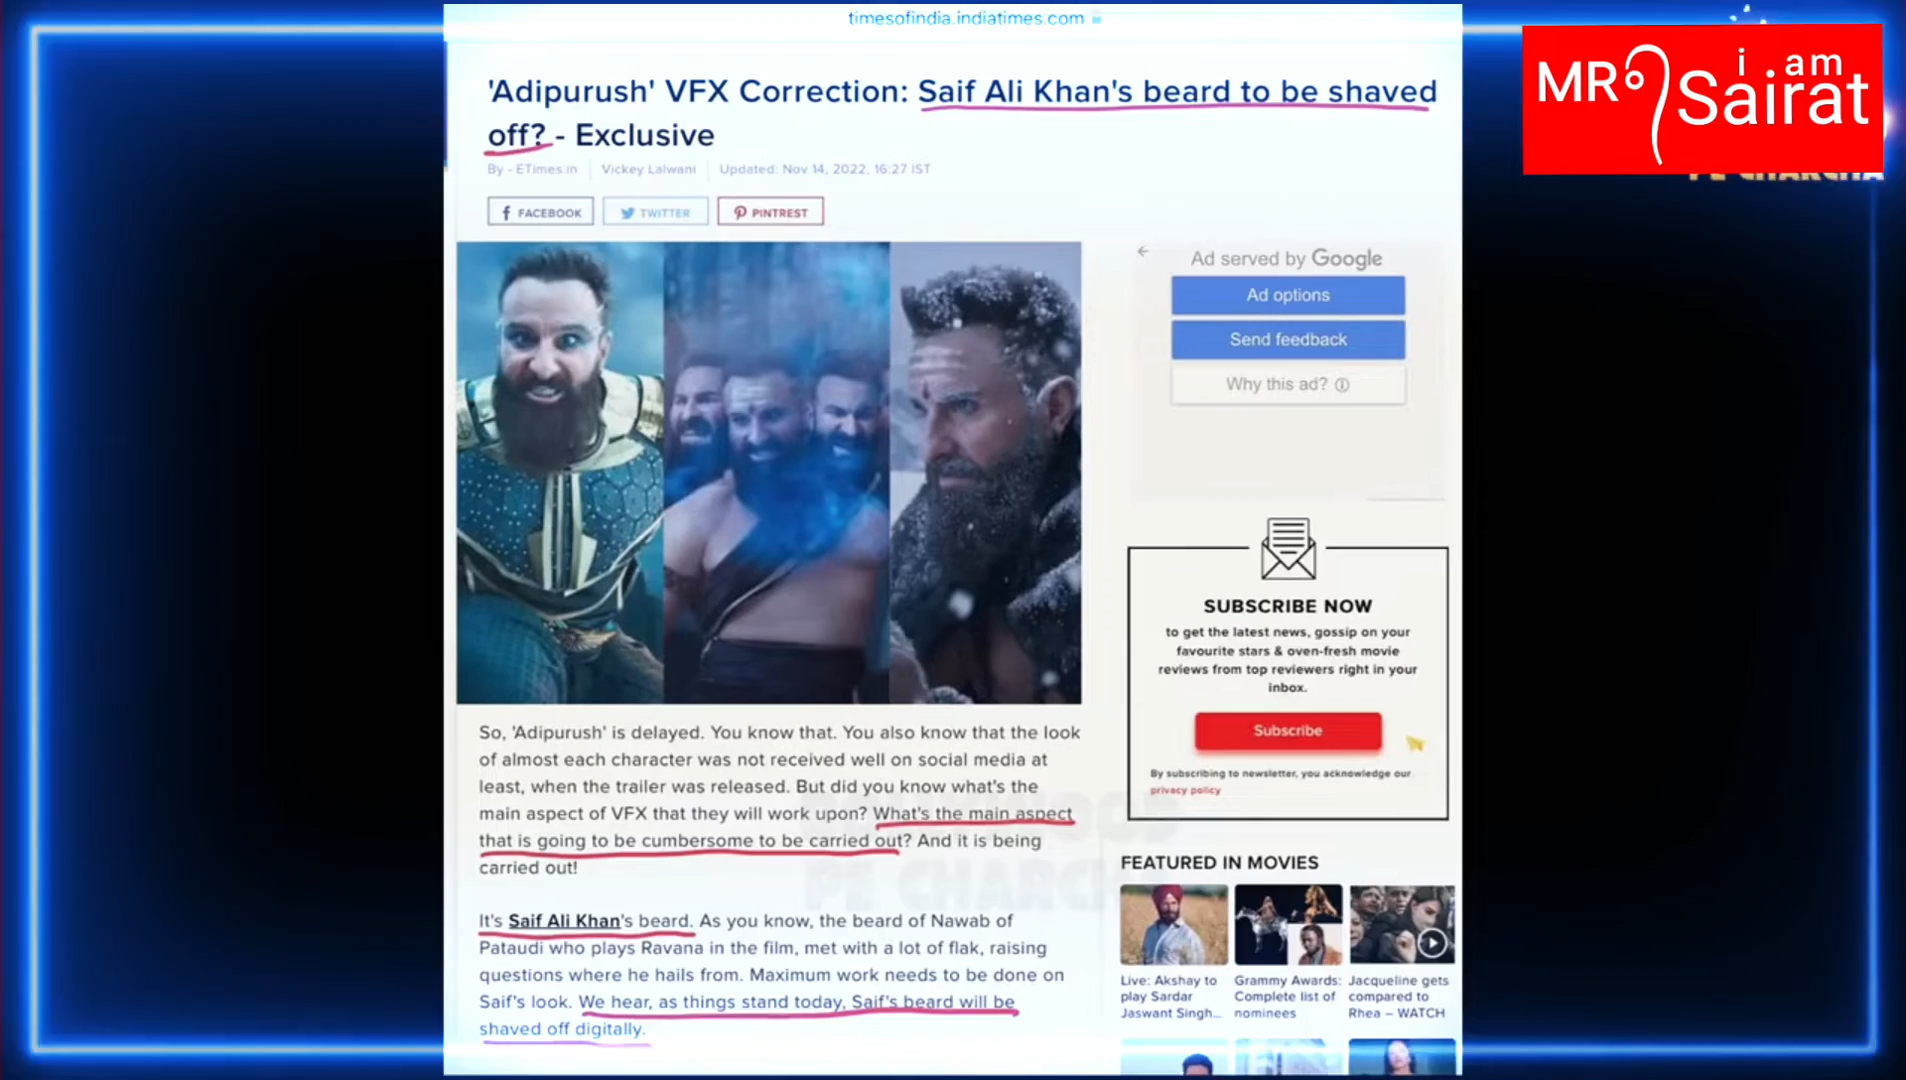 timesofindia.indiatimes.com
MR i am
Sairat
'Adipurush' VFX Correction: Saif Ali Khan's beard to be shaved
off? - Exclusive
By - ETimes.in Vickey Lalwani Updated: Nov 14, 2022, 16:27 IST
FACEBOOK TWITTER PINTREST
Ad served by Google
Ad options
Send feedback
Why this ad?
SUBSCRIBE NOW
to get the latest news, gossip on your
favourite stars & oven-fresh movie
reviews from top reviewers right in your
inbox.
Subscribe
By subscribing to newsletter, you acknowledge our
privacy policy
So, 'Adipurush' is delayed. You know that. You also know that the look
of almost each character was not received well on social media at
least, when the trailer was released. But did you know what's the
main aspect of VFX that they will work upon? What's the main aspect
that is going to be cumbersome to be carried out? And it is being
carried out!
It's Saif Ali Khan's beard. As you know, the beard of Nawab of
Pataudi who plays Ravana in the film, met with a lot of flak, raising
questions where he hails from. Maximum work needs to be done on
Saif's look. We hear, as things stand today, Saif's beard will be
shaved off digitally.
PE CHARCHA
FEATURED IN MOVIES
Live: Akshay to
play Sardar
Jaswant Singh...
Grammy Awards:
Complete list of
nominees
Jacqueline gets
compared to
Rhea – WATCH